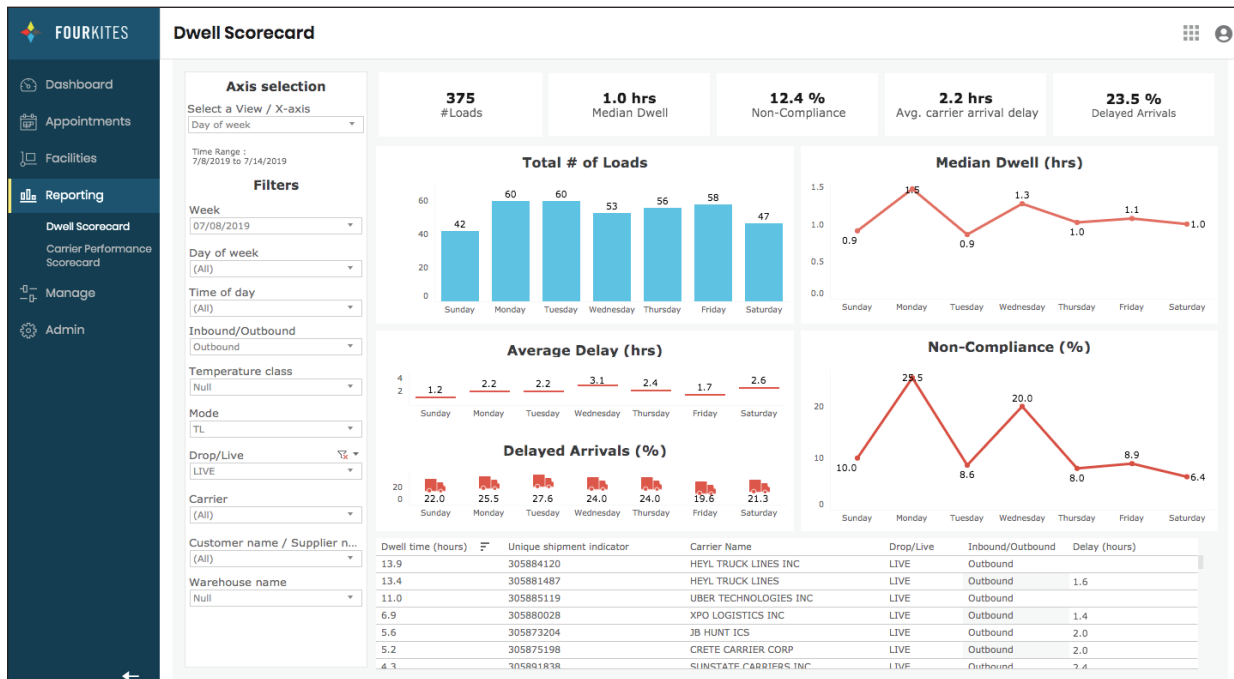 FOURKITES
Dwell Scorecard
Dashboard
Appointments
Facilities
Reporting
Dwell Scorecard
Carrier Performance
Scorecard
Manage
Admin
Axis selection
Select a View / X-axis
Day of week
Time Range :
7/8/2019 to 7/14/2019
Filters
Week
07/08/2019
Day of week
(All)
Time of day
(All)
Inbound/Outbound
Outbound
Temperature class
Null
Mode
TL
Drop/Live
LIVE
Carrier
(All)
Customer name / Supplier n...
(All)
Warehouse name
Null
375
#Loads
1.0 hrs
Median Dwell
12.4 %
Non-Compliance
2.2 hrs
Avg. carrier arrival delay
23.5 %
Delayed Arrivals
Total # of Loads
60
40
20
0
42 60 60 53 56 58 47
Sunday Monday Tuesday Wednesday Thursday Friday Saturday
Median Dwell (hrs)
1.5
1.0
0.5
0.0
0.9 1.5 0.9 1.3 1.0 1.1 1.0
Sunday Monday Tuesday Wednesday Thursday Friday Saturday
Average Delay (hrs)
4
2
1.2 2.2 2.2 3.1 2.4 1.7 2.6
Sunday Monday Tuesday Wednesday Thursday Friday Saturday
Delayed Arrivals (%)
20
0
22.0 25.5 27.6 24.0 24.0 19.6 21.3
Sunday Monday Tuesday Wednesday Thursday Friday Saturday
Non-Compliance (%)
20
10
0
10.0 25.5 8.6 20.0 8.0 8.9 6.4
Sunday Monday Tuesday Wednesday Thursday Friday Saturday
Dwell time (hours) Unique shipment indicator Carrier Name Drop/Live Inbound/Outbound Delay (hours)
13.9 305884120 HEYL TRUCK LINES INC LIVE Outbound
13.4 305881487 HEYL TRUCK LINES LIVE Outbound 1.6
11.0 305885119 UBER TECHNOLOGIES INC LIVE Outbound
6.9 305880028 XPO LOGISTICS INC LIVE Outbound 1.4
5.6 305873204 JB HUNT ICS LIVE Outbound 2.0
5.2 305875198 CRETE CARRIER CORP LIVE Outbound 2.0
4.3 305891838 SUNSTATE CARRIERS INC LIVE Outbound 2.4